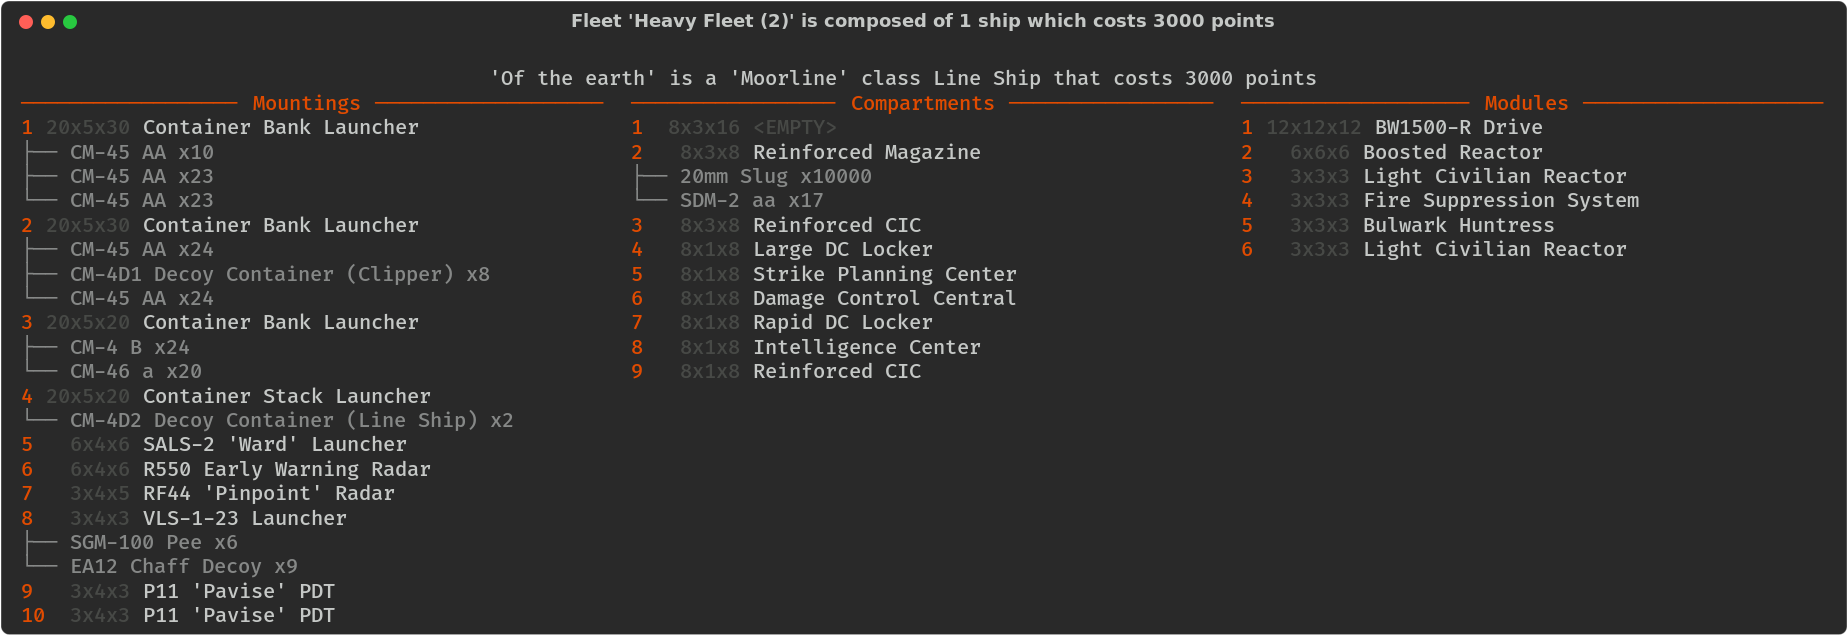 Fleet 'Heavy Fleet (2)' is composed of 1 ship which costs 3000 points
'Of the earth' is a 'Moorline' class Line Ship that costs 3000 points
Mountings
1 20x5x30 Container Bank Launcher
CM-45 AA x10
CM-45 AA x23
CM-45 AA x23
2 20x5x30 Container Bank Launcher
CM-45 AA x24
CM-4D1 Decoy Container (Clipper) x8
CM-45 AA x24
3 20x5x20 Container Bank Launcher
CM-4 B x24
CM-46 a x20
4 20x5x20 Container Stack Launcher
CM-4D2 Decoy Container (Line Ship) x2
5 6x4x6 SALS-2 'Ward' Launcher
6 6x4x6 R550 Early Warning Radar
7 3x4x5 RF44 'Pinpoint' Radar
8 3x4x3 VLS-1-23 Launcher
SGM-100 Pee x6
EA12 Chaff Decoy x9
9 3x4x3 P11 'Pavise' PDT
10 3x4x3 P11 'Pavise' PDT
Compartments
1 8x3x16 <EMPTY>
2 8x3x8 Reinforced Magazine
20mm Slug x10000
SDM-2 aa x17
3 8x3x8 Reinforced CIC
4 8x1x8 Large DC Locker
5 8x1x8 Strike Planning Center
6 8x1x8 Damage Control Central
7 8x1x8 Rapid DC Locker
8 8x1x8 Intelligence Center
9 8x1x8 Reinforced CIC
Modules
1 12x12x12 BW1500-R Drive
2 6x6x6 Boosted Reactor
3 3x3x3 Light Civilian Reactor
4 3x3x3 Fire Suppression System
5 3x3x3 Bulwark Huntress
6 3x3x3 Light Civilian Reactor